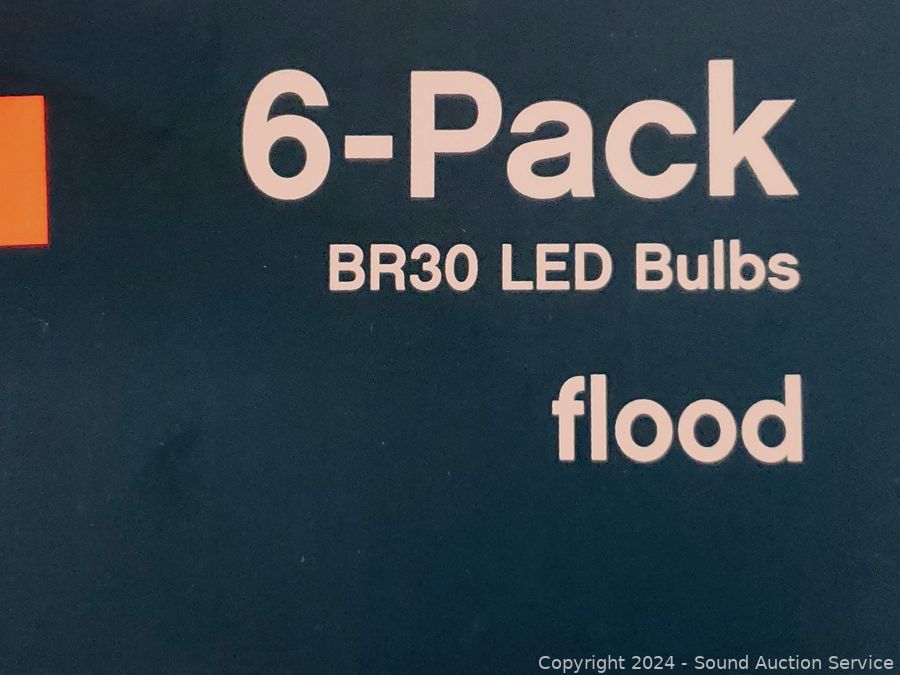 6-Pack
BR30 LED Bulbs
flood
Copyright 2024 - Sound Auction Service